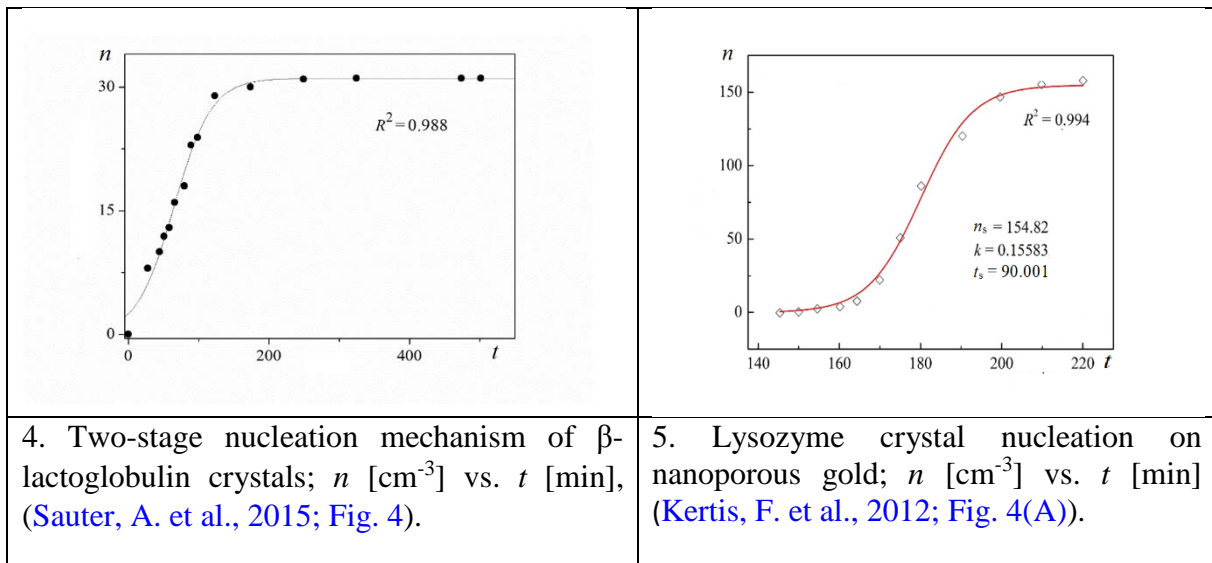 n
30
15
0
R² = 0.988
0
200
400
t
n
150
100
50
0
R² = 0.994
nₛ = 154.82
k = 0.15583
tₛ = 90.001
140
160
180
200
220
t
4. Two-stage nucleation mechanism of β-
lactoglobulin crystals; n [cm⁻³] vs. t [min],
(Sauter, A. et al., 2015; Fig. 4).
5. Lysozyme crystal nucleation on
nanoporous gold; n [cm⁻³] vs. t [min]
(Kertis, F. et al., 2012; Fig. 4(A)).